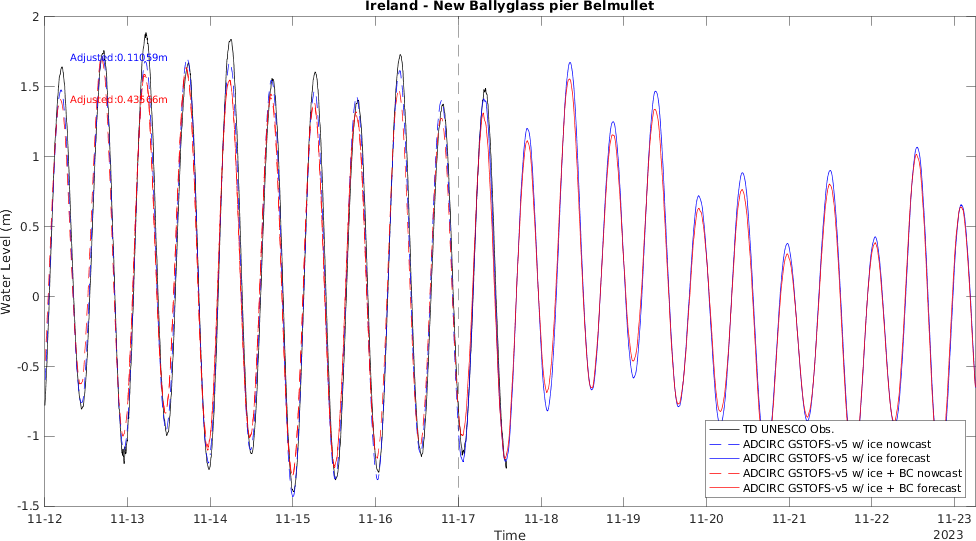 Ireland - New Ballyglass pier Belmullet
2
1.5
1
0.5
0
-0.5
-1
-1.5
Water Level (m)
Adjusted:0.11059m
Adjusted:0.43566m
TD UNESCO Obs.
ADCIRC GSTOFS-v5 w/ ice nowcast
ADCIRC GSTOFS-v5 w/ ice forecast
ADCIRC GSTOFS-v5 w/ ice + BC nowcast
ADCIRC GSTOFS-v5 w/ ice + BC forecast
11-12 11-13 11-14 11-15 11-16 11-17 11-18 11-19 11-20 11-21 11-22 11-23
Time
2023